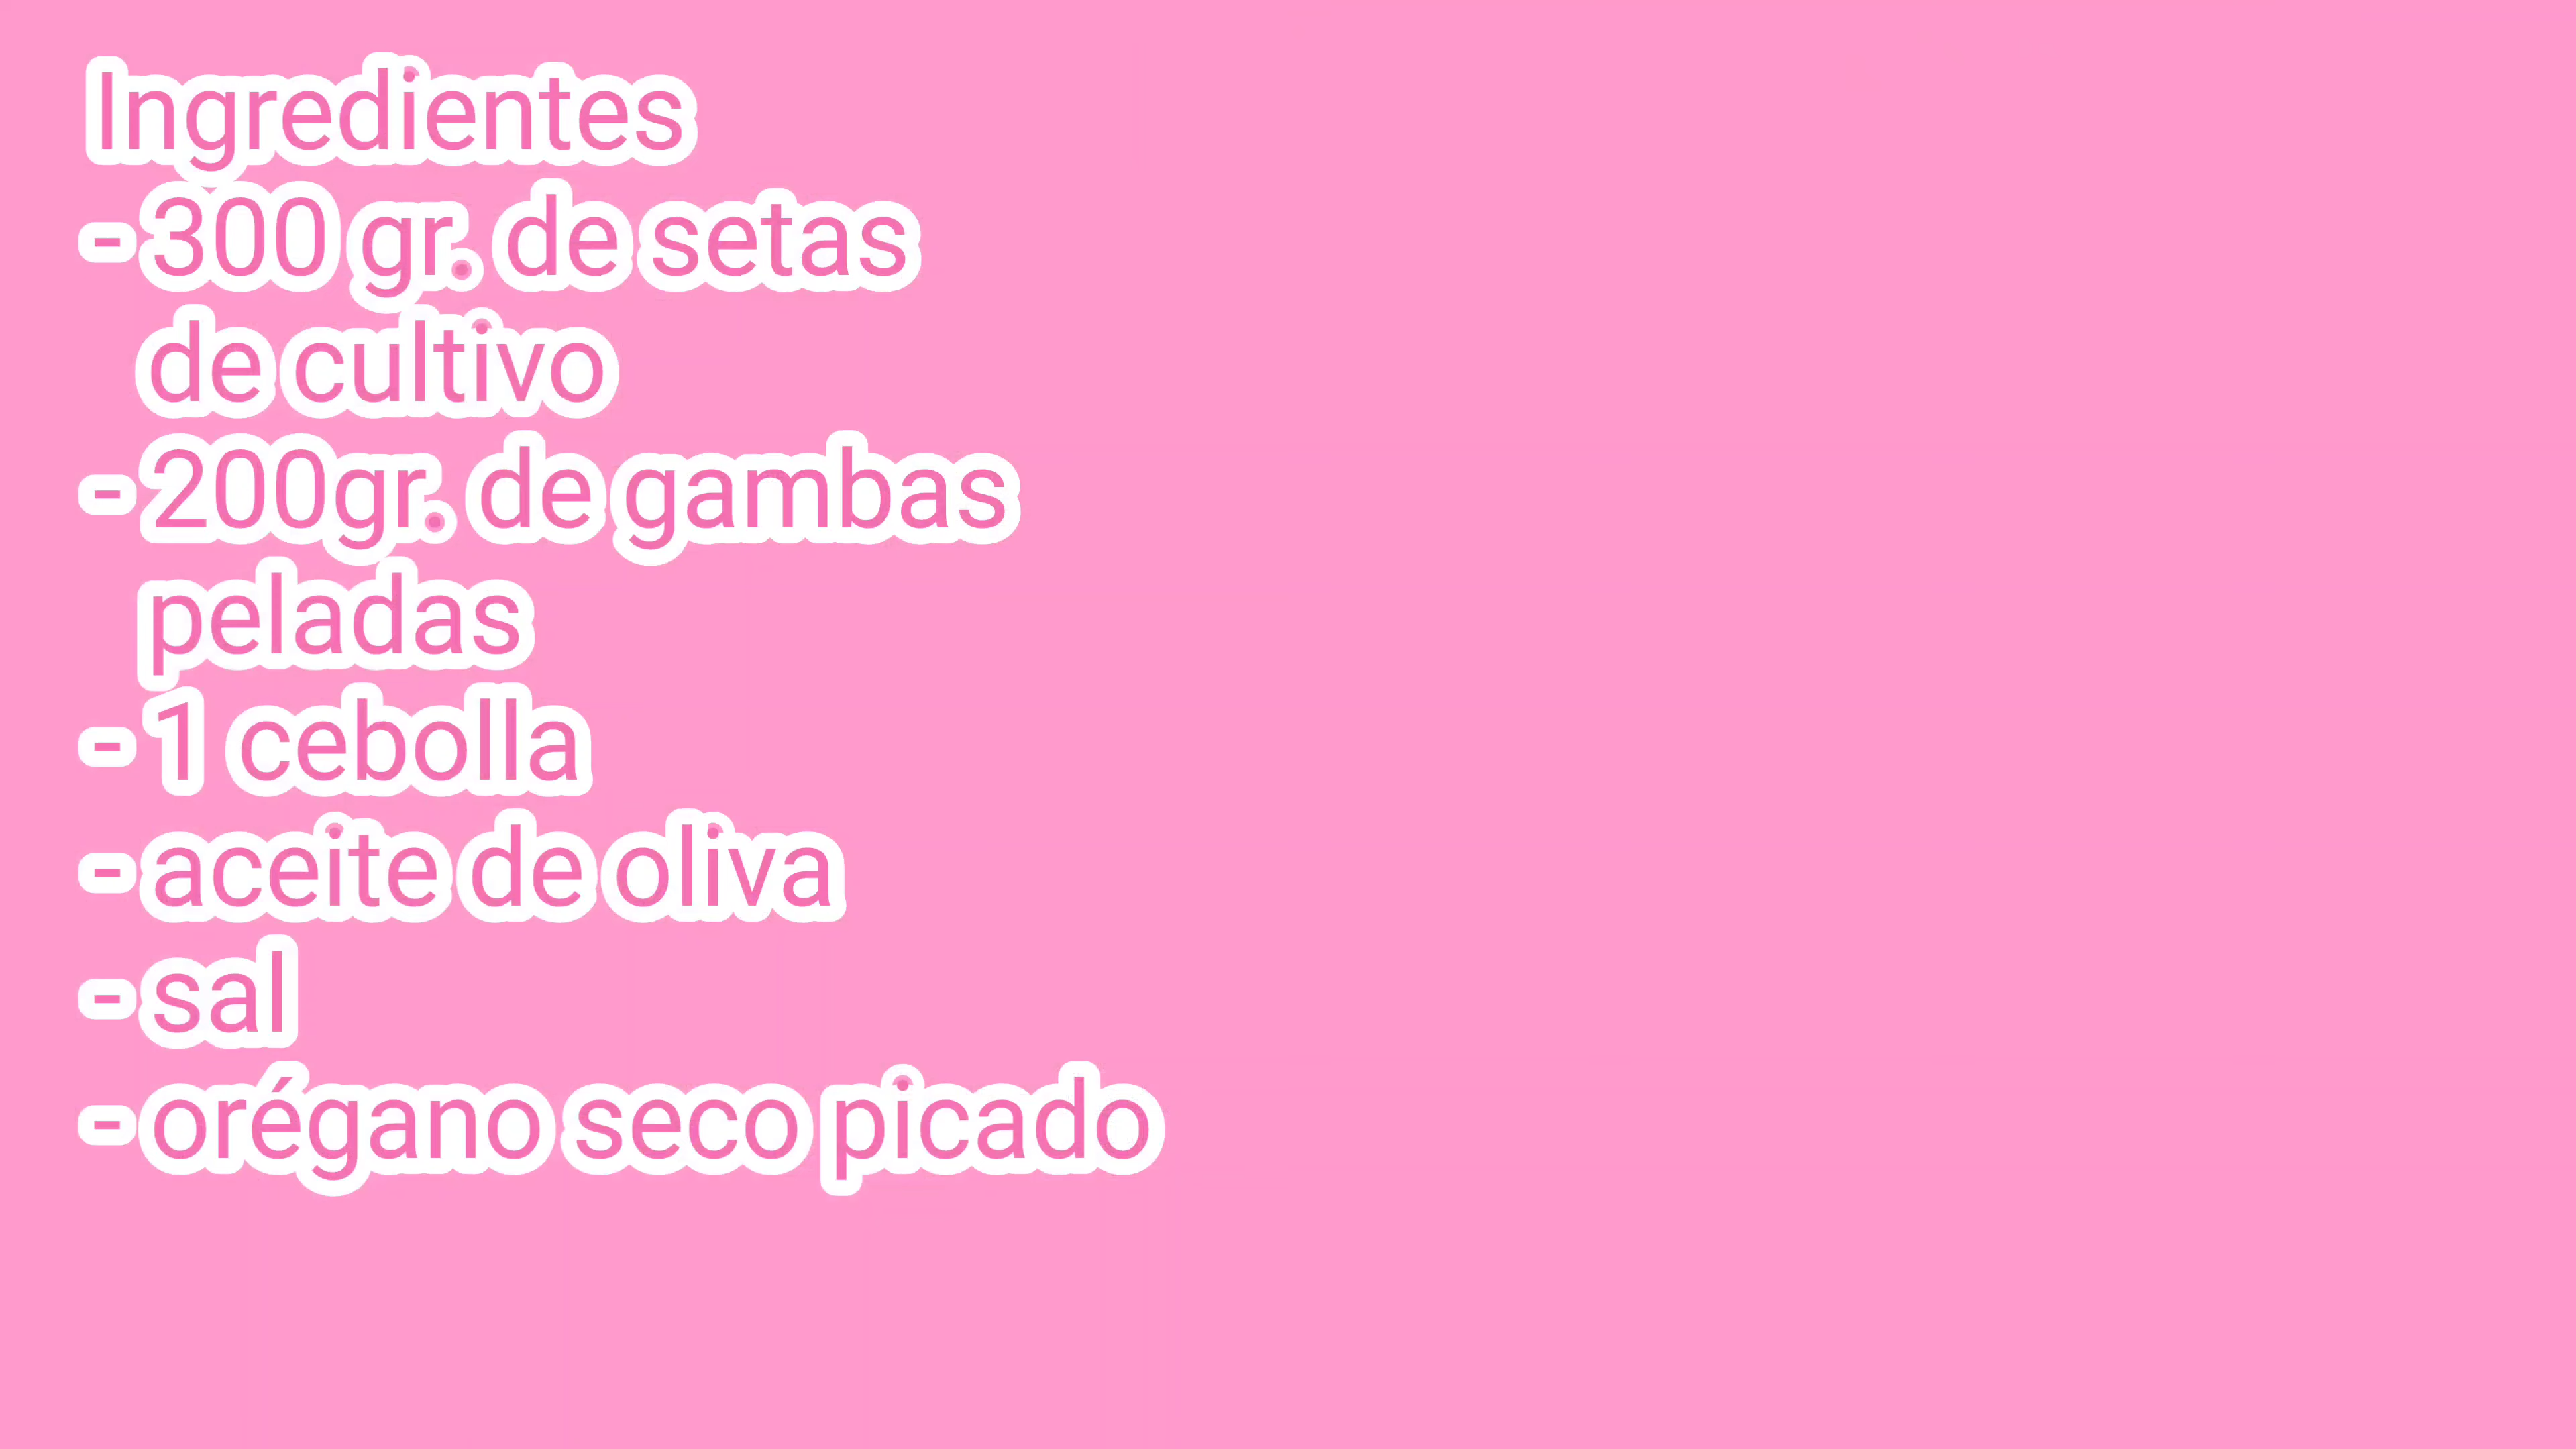 Ingredientes
- 300 gr. de setas
de cultivo
- 200gr. de gambas
peladas
- 1 cebolla
- aceite de oliva
- sal
- orégano seco picado